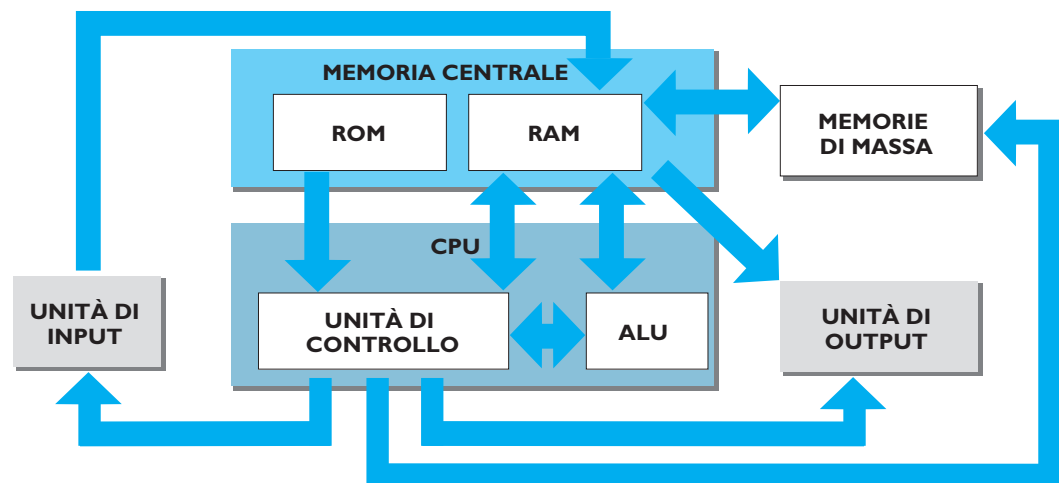 MEMORIA CENTRALE
ROM
RAM
MEMORIE
DI MASSA
CPU
UNITÀ DI
INPUT
UNITÀ DI
CONTROLLO
ALU
UNITÀ DI
OUTPUT